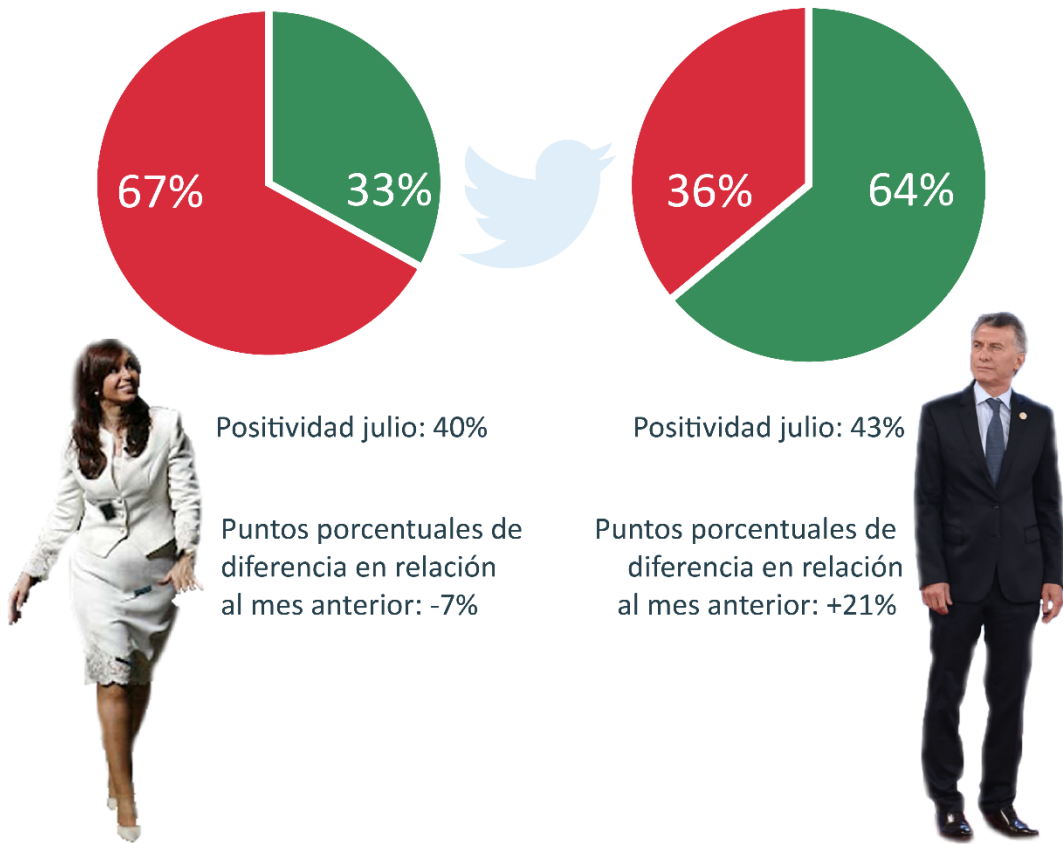 67%
33%
36%
64%
Positividad julio: 40%
Positividad julio: 43%
Puntos porcentuales de
diferencia en relación
al mes anterior: -7%
Puntos porcentuales de
diferencia en relación
al mes anterior: +21%